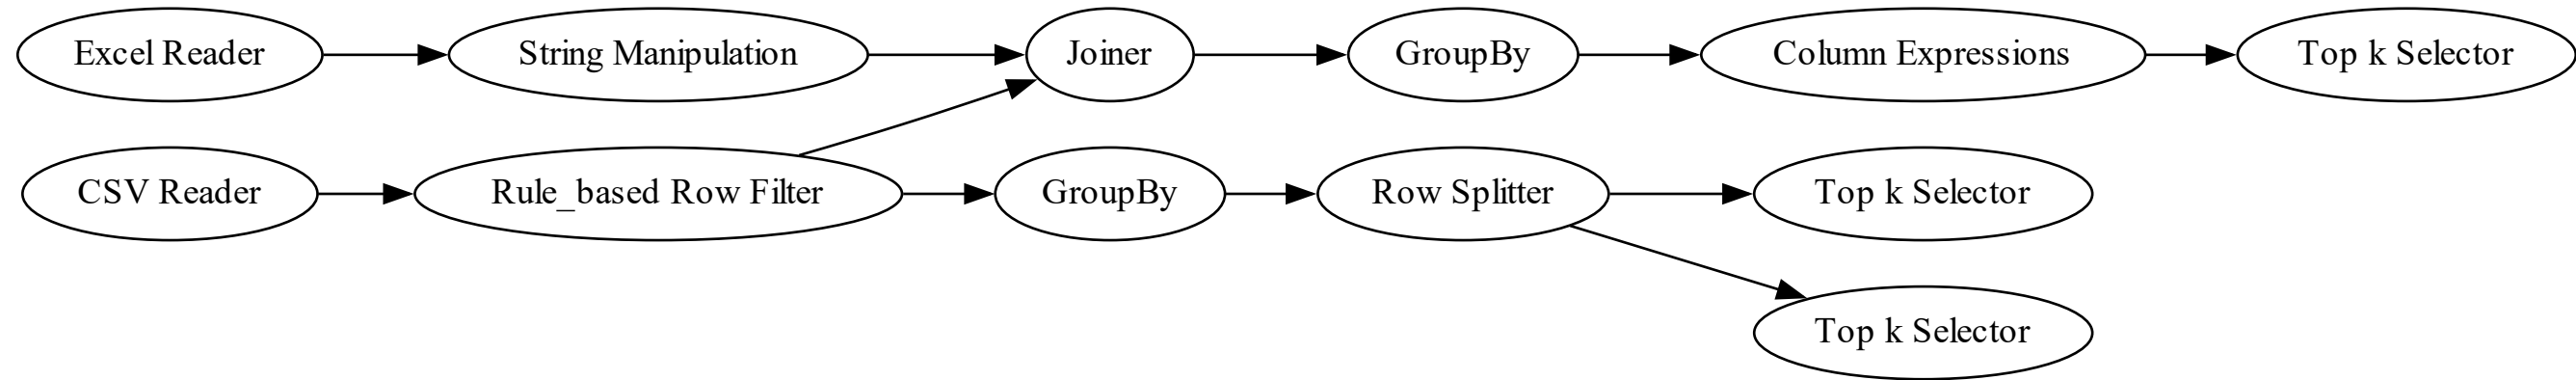 Excel Reader
String Manipulation
Joiner
GroupBy
Column Expressions
Top k Selector
CSV Reader
Rule_based Row Filter
GroupBy
Row Splitter
Top k Selector
Top k Selector